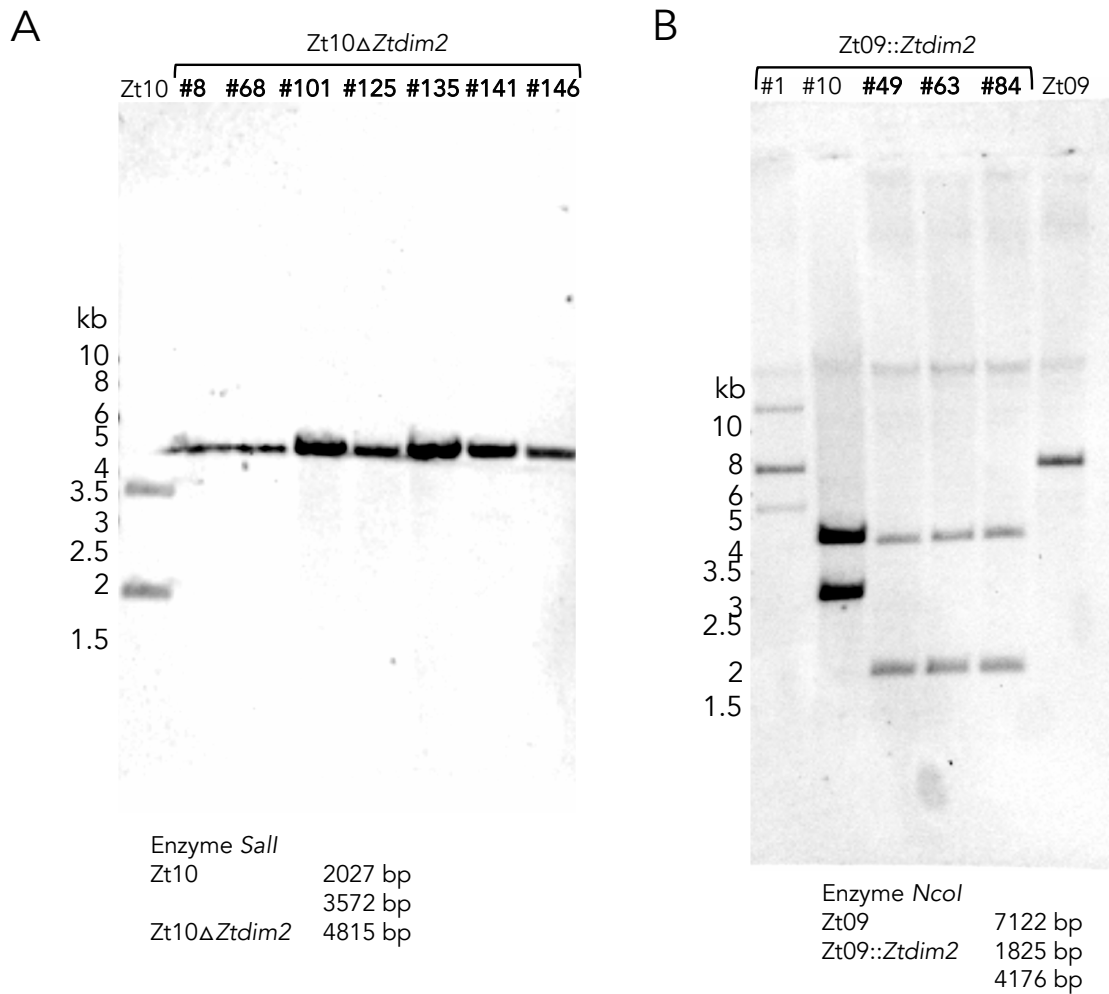 A
Zt10ΔZtdim2
Zt10 #8 #68 #101 #125 #135 #141 #146
kb
10
8
6
5
4
3.5
3
2.5
2
1.5
Enzyme SalI
Zt10 2027 bp
3572 bp
Zt10ΔZtdim2 4815 bp
B
Zt09::Ztdim2
#1 #10 #49 #63 #84 Zt09
kb
10
8
6
5
4
3.5
3
2.5
2
1.5
Enzyme NcoI
Zt09 7122 bp
Zt09::Ztdim2 1825 bp
4176 bp